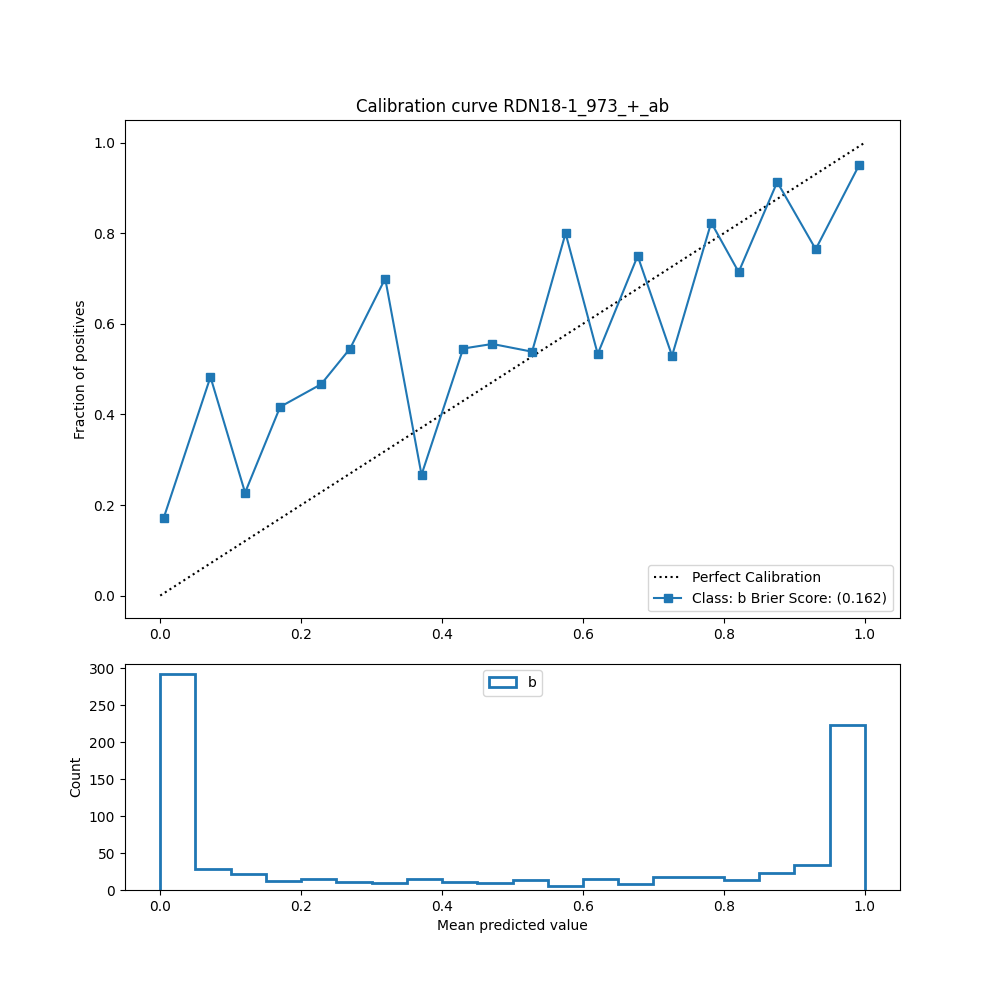 Calibration curve RDN18-1_973_+_ab
1.0
0.8
0.6
0.4
0.2
0.0
Fraction of positives
Perfect Calibration
Class: b Brier Score: (0.162)
0.0 0.2 0.4 0.6 0.8 1.0
300
250
200
150
100
50
0
Count
b
0.0 0.2 0.4 0.6 0.8 1.0
Mean predicted value